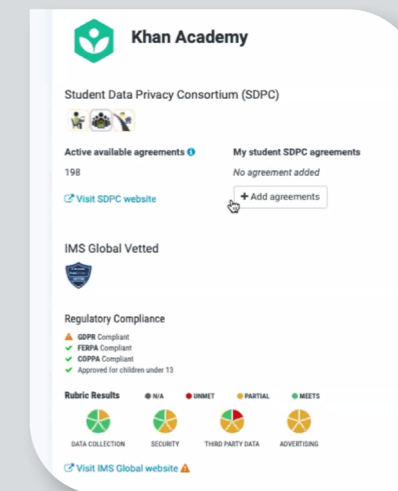 Khan Academy
Student Data Privacy Consortium (SDPC)
Active available agreements
My student SDPC agreements
198
No agreement added
Visit SDPC website
+ Add agreements
IMS Global Vetted
Regulatory Compliance
GDPR Compliant
FERPA Compliant
COPPA Compliant
Approved for children under 13
Rubric Results N/A UNMET PARTIAL MEETS
DATA COLLECTION SECURITY THIRD PARTY DATA ADVERTISING
Visit IMS Global website